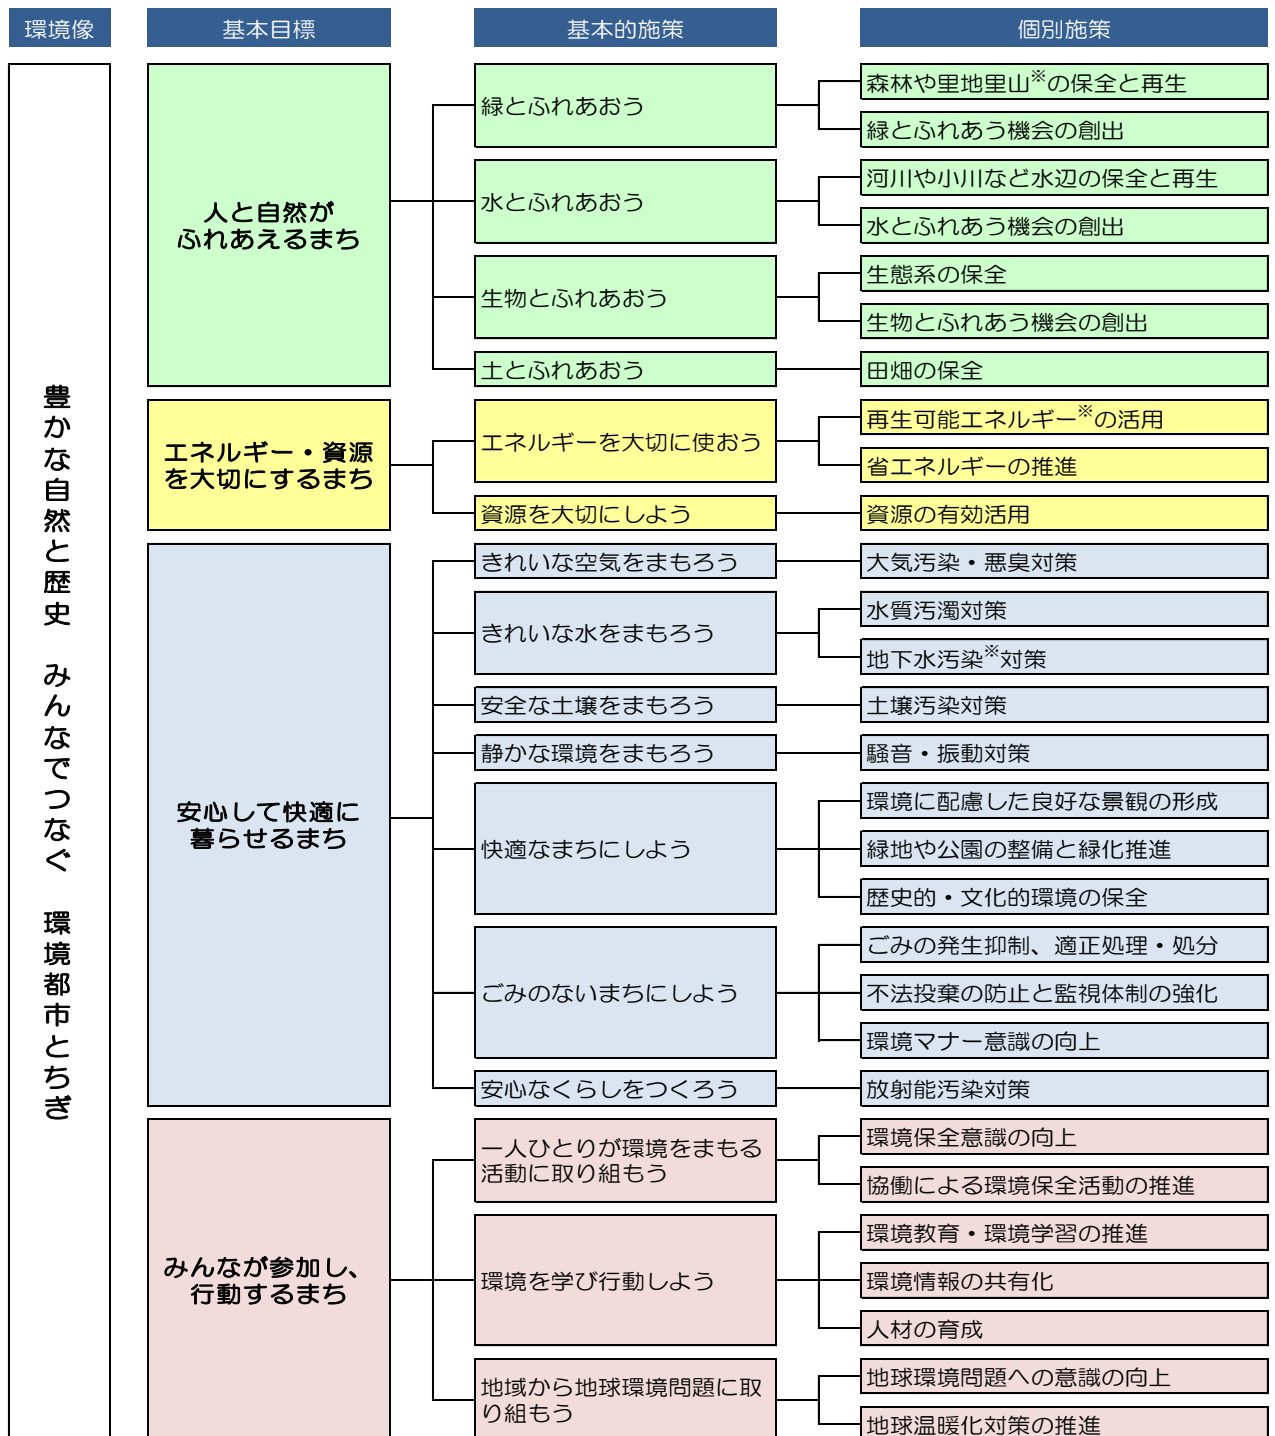 環境像
基本目標
基本的施策
個別施策
豊かな自然と歴史　みんなでつなぐ　環境都市とちぎ
人と自然が
ふれあえるまち
緑とふれあおう
森林や里地里山※の保全と再生
緑とふれあう機会の創出
水とふれあおう
河川や小川など水辺の保全と再生
水とふれあう機会の創出
生物とふれあおう
生態系の保全
生物とふれあう機会の創出
土とふれあおう
田畑の保全
エネルギー・資源
を大切にするまち
エネルギーを大切に使おう
再生可能エネルギー※の活用
省エネルギーの推進
資源を大切にしよう
資源の有効活用
安心して快適に
暮らせるまち
きれいな空気をまもろう
大気汚染・悪臭対策
きれいな水をまもろう
水質汚濁対策
地下水汚染※対策
安全な土壌をまもろう
土壌汚染対策
静かな環境をまもろう
騒音・振動対策
快適なまちにしよう
環境に配慮した良好な景観の形成
緑地や公園の整備と緑化推進
歴史的・文化的環境の保全
ごみのないまちにしよう
ごみの発生抑制、適正処理・処分
不法投棄の防止と監視体制の強化
環境マナー意識の向上
安心なくらしをつくろう
放射能汚染対策
みんなが参加し、
行動するまち
一人ひとりが環境をまもる
活動に取り組もう
環境保全意識の向上
協働による環境保全活動の推進
環境を学び行動しよう
環境教育・環境学習の推進
環境情報の共有化
人材の育成
地域から地球環境問題に取
り組もう
地球環境問題への意識の向上
地球温暖化対策の推進